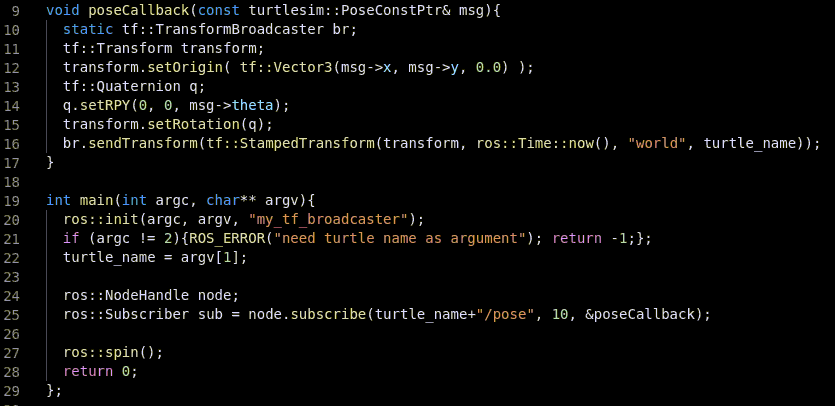 9 void poseCallback(const turtlesim::PoseConstPtr& msg){
10   static tf::TransformBroadcaster br;
11   tf::Transform transform;
12   transform.setOrigin( tf::Vector3(msg->x, msg->y, 0.0) );
13   tf::Quaternion q;
14   q.setRPY(0, 0, msg->theta);
15   transform.setRotation(q);
16   br.sendTransform(tf::StampedTransform(transform, ros::Time::now(), "world", turtle_name));
17 }
18
19 int main(int argc, char** argv){
20   ros::init(argc, argv, "my_tf_broadcaster");
21   if (argc != 2){ROS_ERROR("need turtle name as argument"); return -1;};
22   turtle_name = argv[1];
23
24   ros::NodeHandle node;
25   ros::Subscriber sub = node.subscribe(turtle_name+"/pose", 10, &poseCallback);
26
27   ros::spin();
28   return 0;
29 };